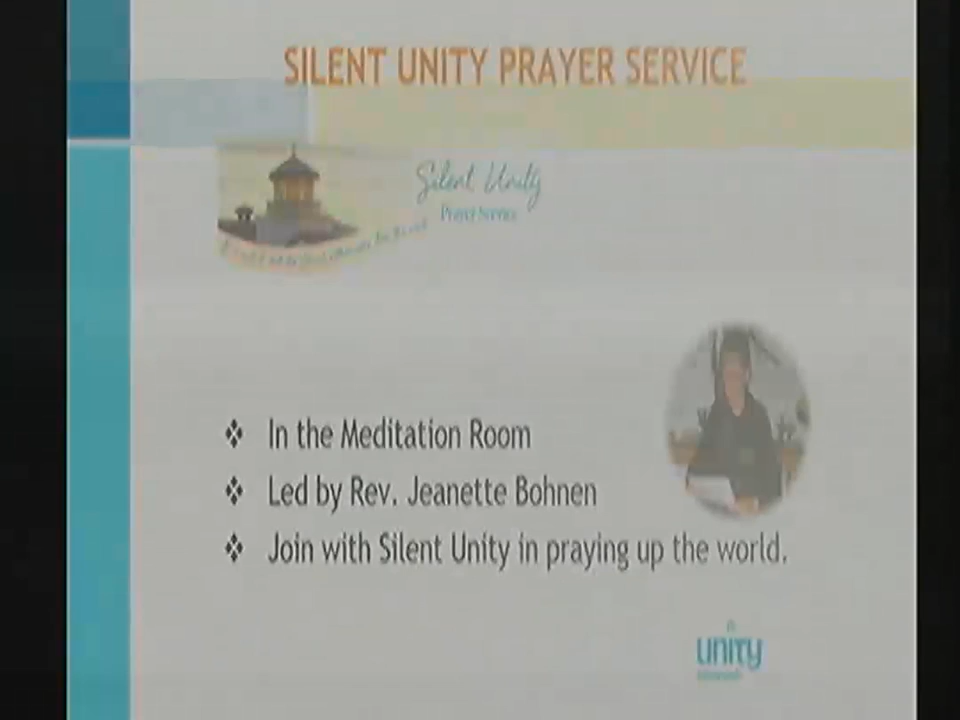 SILENT UNITY PRAYER SERVICE
Silent Unity
Prayer Service
❖ In the Meditation Room
❖ Led by Rev. Jeanette Bohnen
❖ Join with Silent Unity in praying up the world.
unity